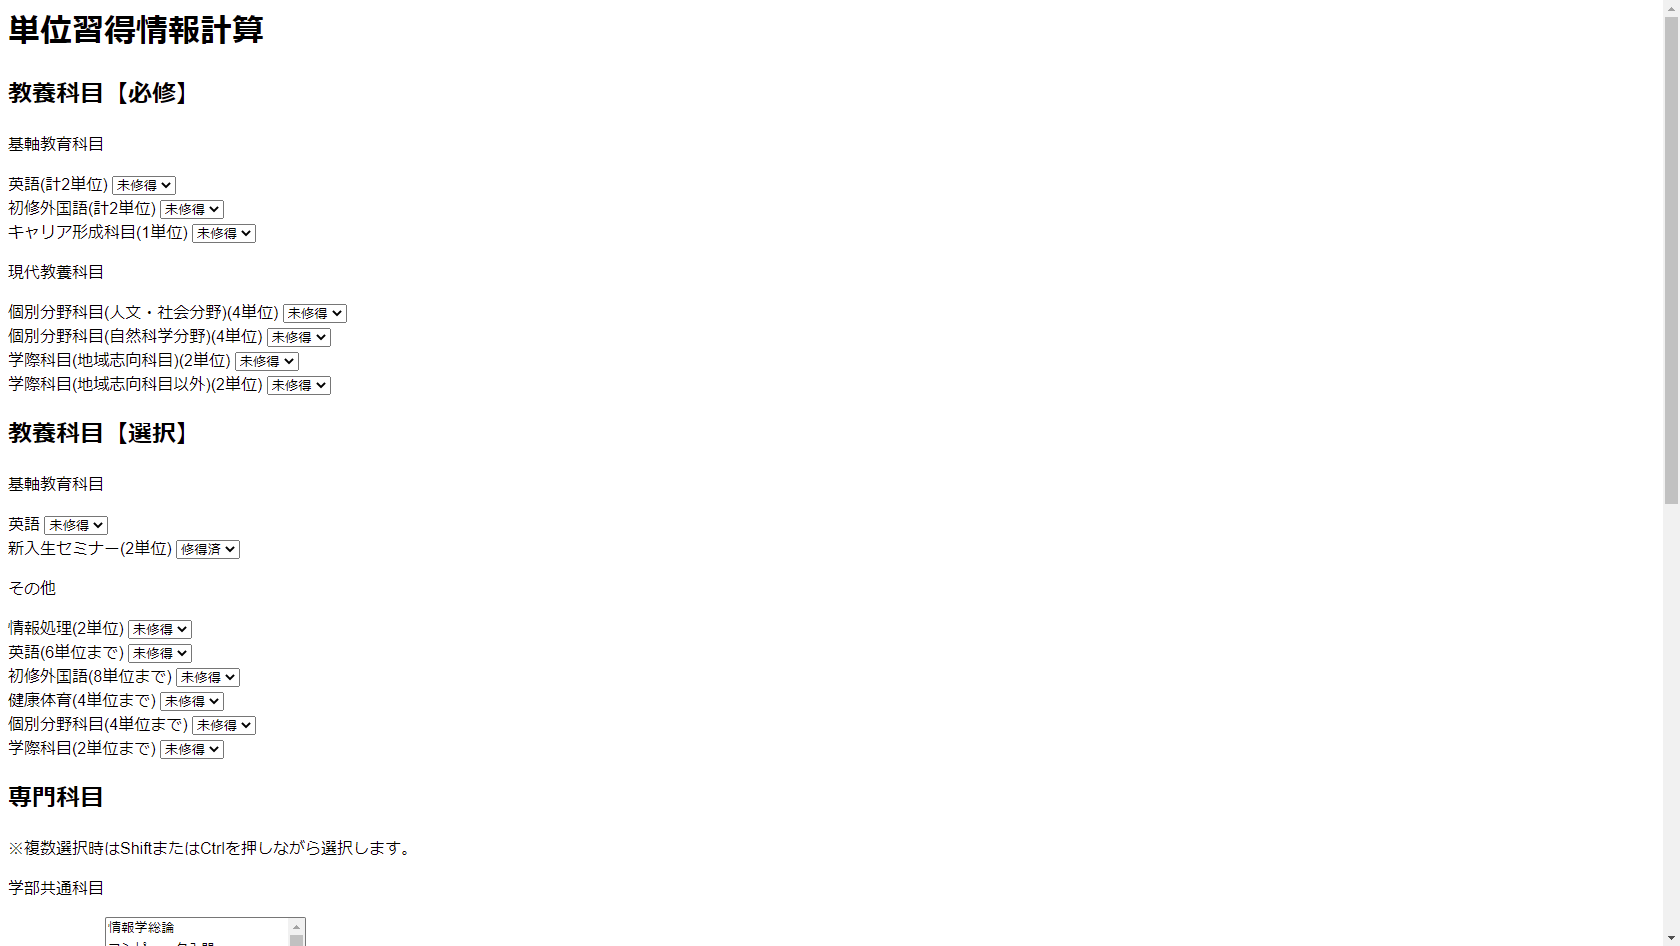 単位習得情報計算
教養科目【必修】
基軸教育科目
英語(計2単位) 未修得
初修外国語(計2単位) 未修得
キャリア形成科目(1単位) 未修得
現代教養科目
個別分野科目(人文・社会分野)(4単位) 未修得
個別分野科目(自然科学分野)(4単位) 未修得
学際科目(地域志向科目)(2単位) 未修得
学際科目(地域志向科目以外)(2単位) 未修得
教養科目【選択】
基軸教育科目
英語 未修得
新入生セミナー(2単位) 修得済
その他
情報処理(2単位) 未修得
英語(6単位まで) 未修得
初修外国語(8単位まで) 未修得
健康体育(4単位まで) 未修得
個別分野科目(4単位まで) 未修得
学際科目(2単位まで) 未修得
専門科目
※複数選択時はShiftまたはCtrlを押しながら選択します。
学部共通科目
情報学総論